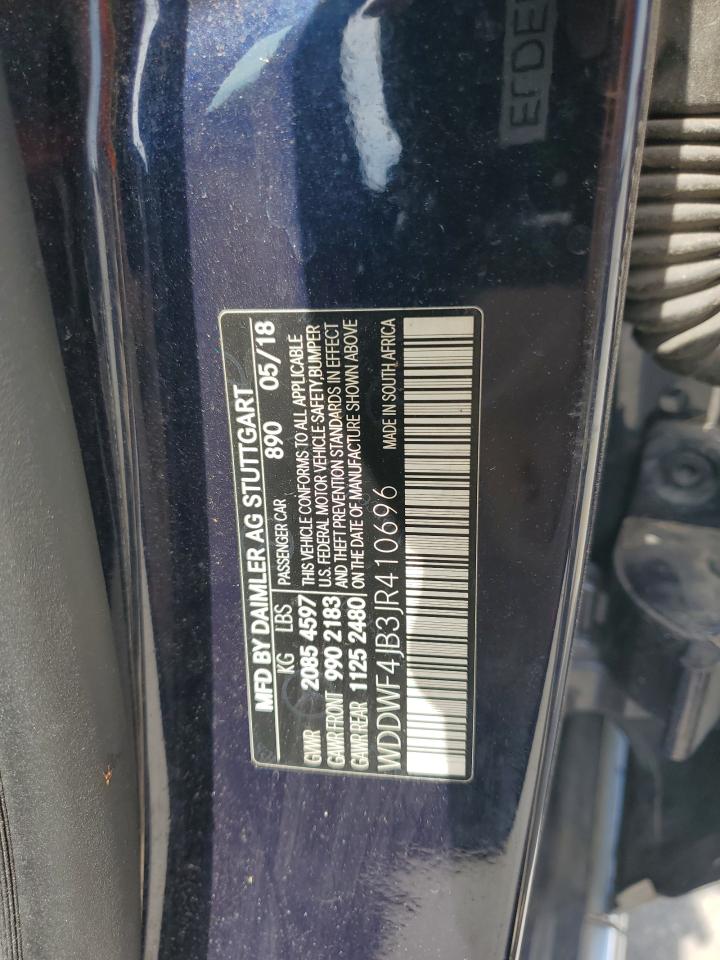 MFD BY DAIMLER AG STUTTGART
KG LBS PASSENGER CAR 890 05/18
GVWR 2085 4597 THIS VEHICLE CONFORMS TO ALL APPLICABLE
GAWR FRONT 990 2183 U.S. FEDERAL MOTOR VEHICLE SAFETY, BUMPER
GAWR REAR 1125 2480 AND THEFT PREVENTION STANDARDS IN EFFECT
ON THE DATE OF MANUFACTURE SHOWN ABOVE
WDDWF4JB3JR410696 MADE IN SOUTH AFRICA